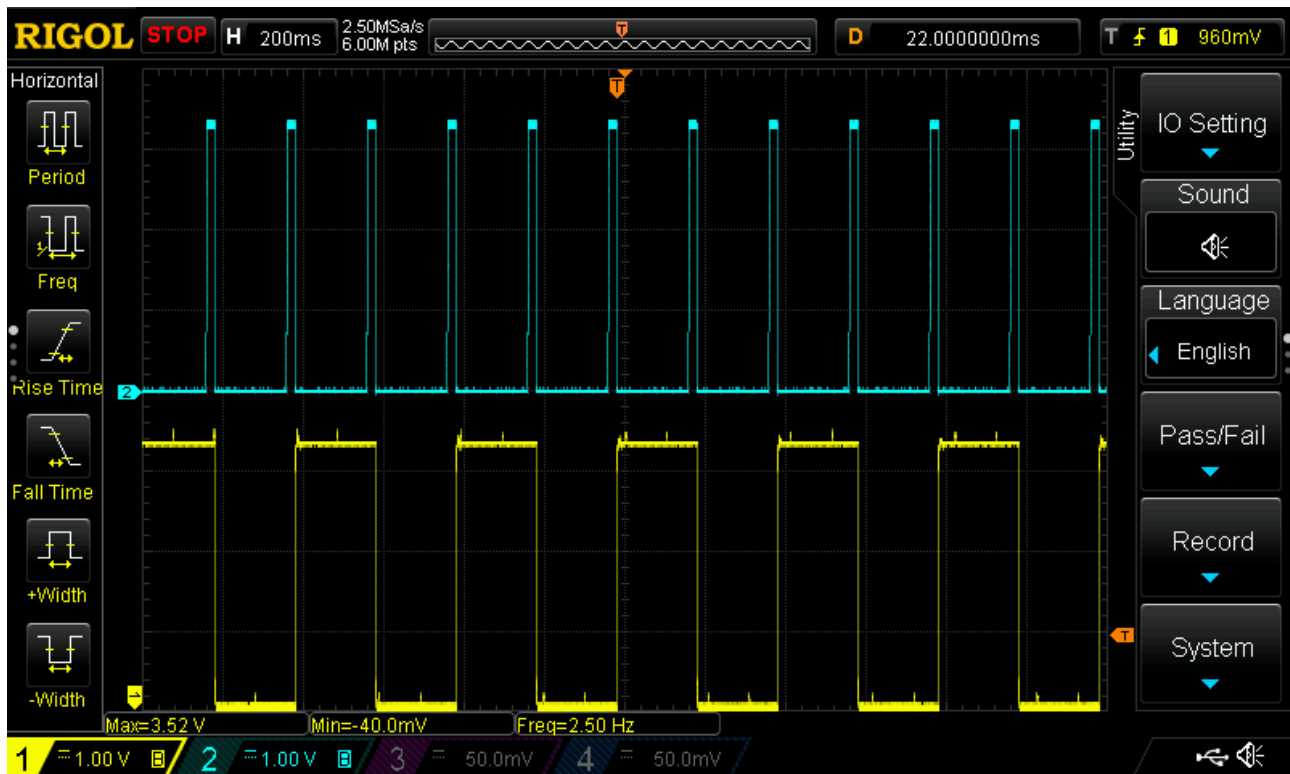 RIGOL STOP H 200ms 2.50MSa/s 6.00M pts T D 22.0000000ms T 1 960mV
Horizontal
Period
Freq
Rise Time
Fall Time
+Width
-Width
T
2
T
Utility
IO Setting
Sound
Language
English
Pass/Fail
Record
System
Max=3.52 V Min=-40.0mV Freq=2.50 Hz
1 =1.00 V B 2 =1.00 V B 3 = 50.0mV 4 = 50.0mV